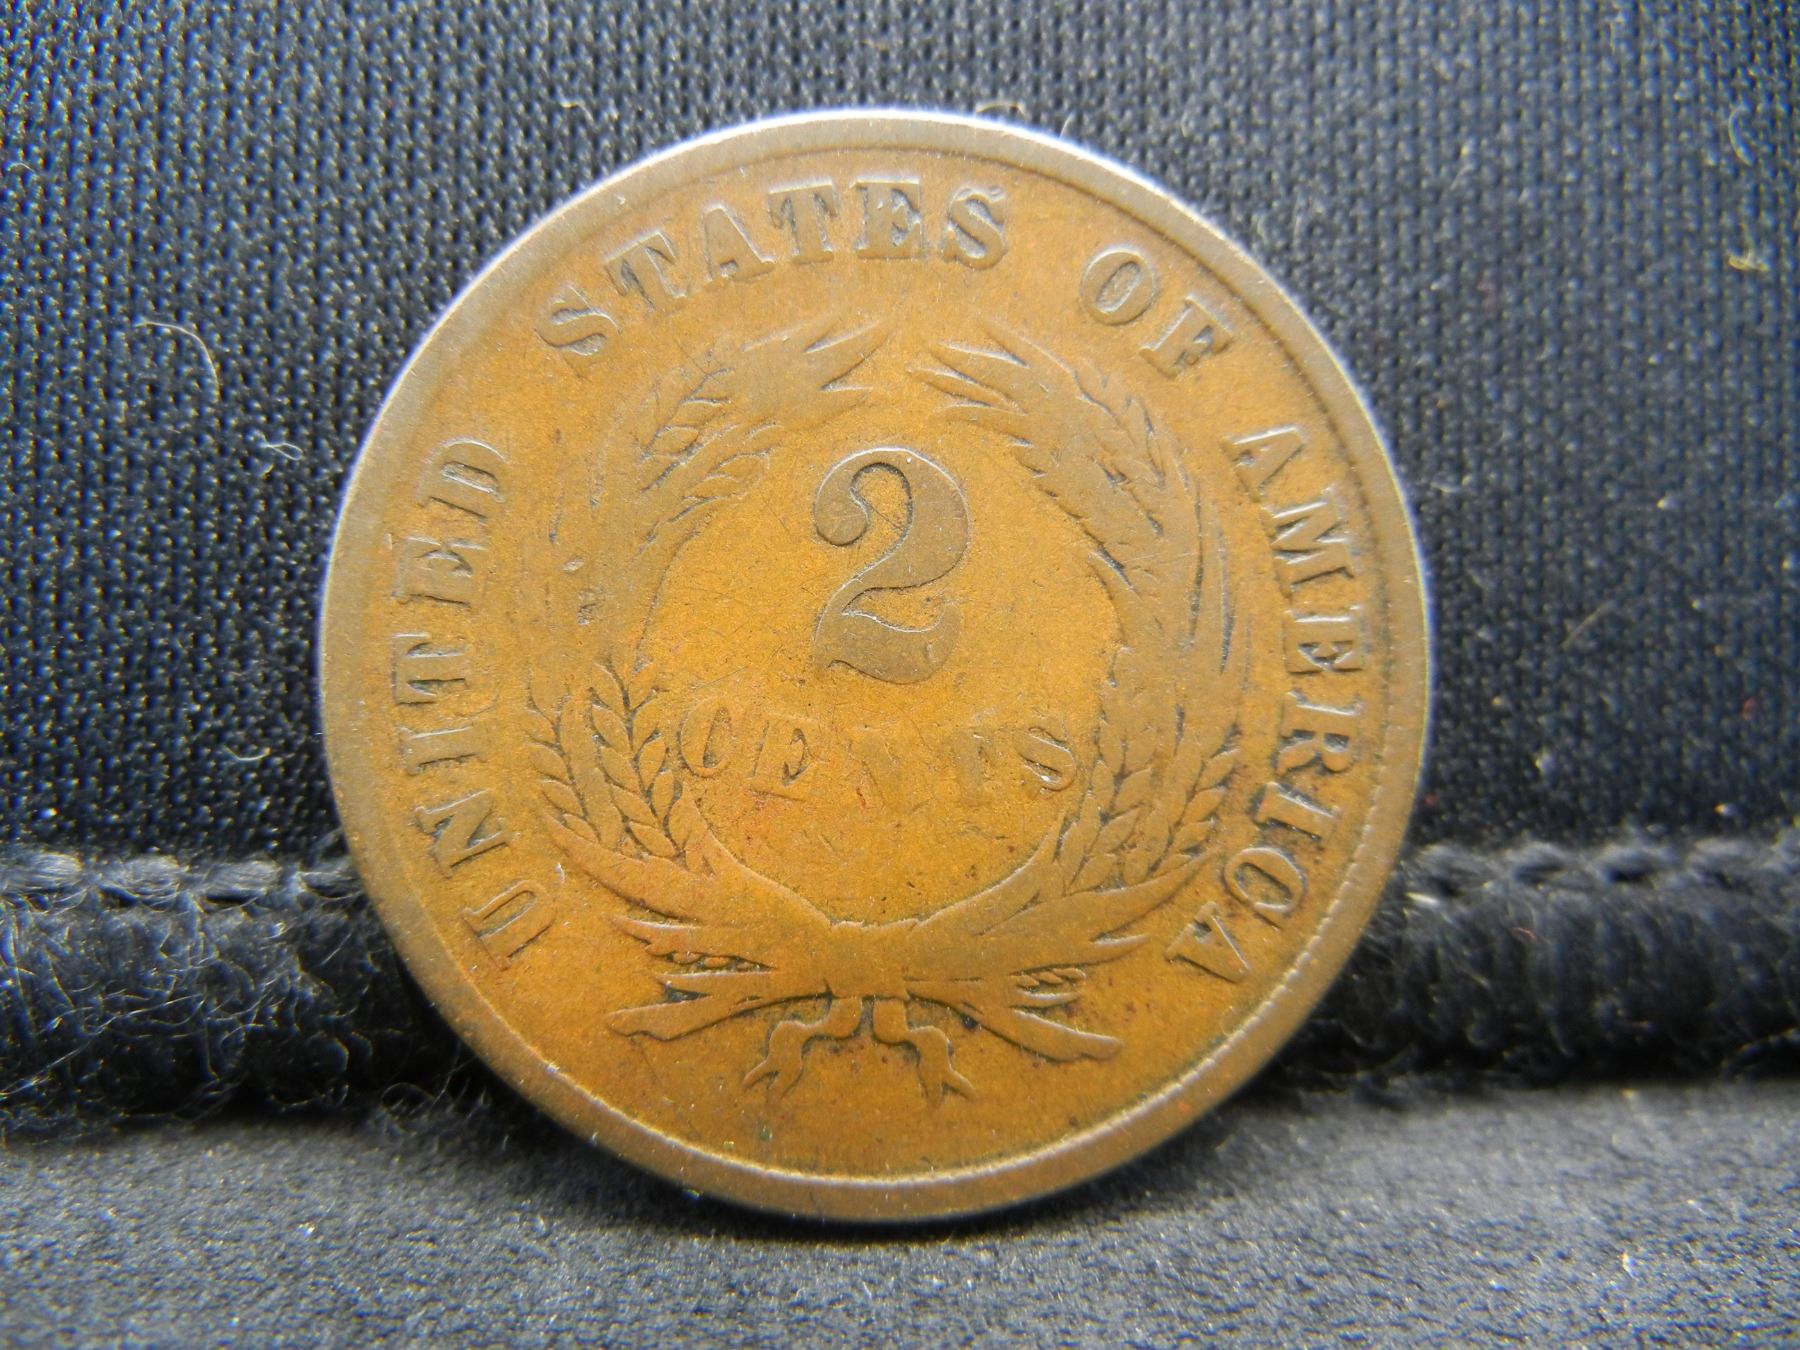 UNITED STATES OF AMERICA
2
CENTS